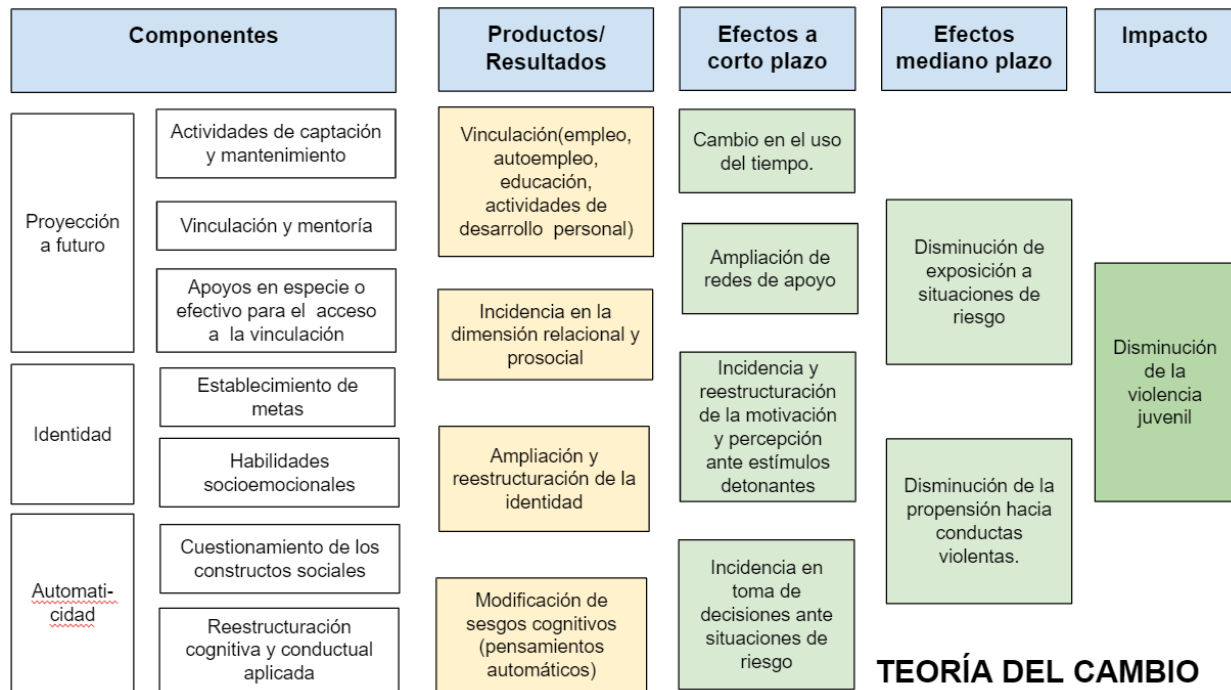 Componentes
Productos/
Resultados
Efectos a
corto plazo
Efectos
mediano plazo
Impacto
Proyección
a futuro
Actividades de captación
y mantenimiento
Vinculación y mentoría
Apoyos en especie o
efectivo para el acceso
a la vinculación
Identidad
Establecimiento de
metas
Habilidades
socioemocionales
Automati-
cidad
Cuestionamiento de los
constructos sociales
Reestructuración
cognitiva y conductual
aplicada
Vinculación(empleo,
autoempleo,
educación,
actividades de
desarrollo personal)
Incidencia en la
dimensión relacional y
prosocial
Ampliación y
reestructuración de la
identidad
Modificación de
sesgos cognitivos
(pensamientos
automáticos)
Cambio en el uso
del tiempo.
Ampliación de
redes de apoyo
Incidencia y
reestructuración
de la motivación
y percepción
ante estímulos
detonantes
Incidencia en
toma de
decisiones ante
situaciones de
riesgo
Disminución de
exposición a
situaciones de
riesgo
Disminución de la
propensión hacia
conductas
violentas.
Disminución
de la
violencia
juvenil
TEORÍA DEL CAMBIO